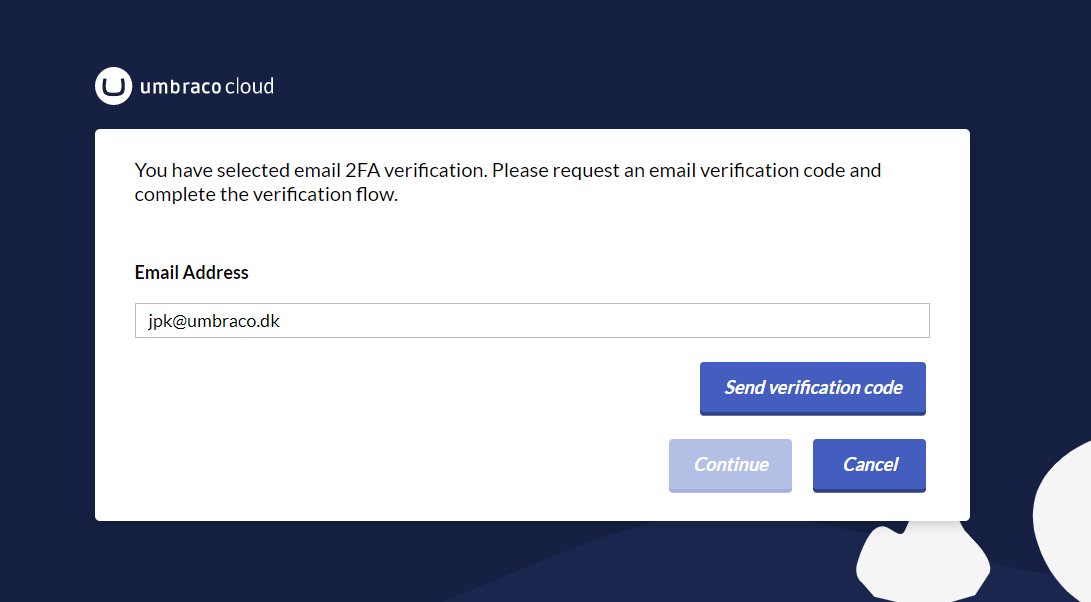 umbraco cloud
You have selected email 2FA verification. Please request an email verification code and
complete the verification flow.
Email Address
jpk@umbraco.dk
Send verification code
Continue Cancel